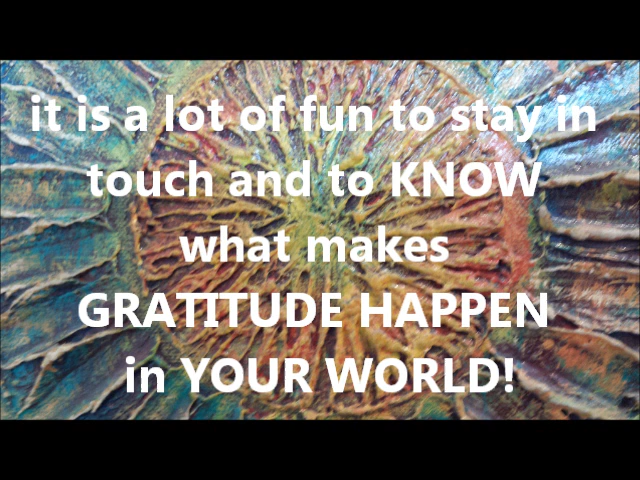 it is a lot of fun to stay in
touch and to KNOW
what makes
GRATITUDE HAPPEN
in YOUR WORLD!